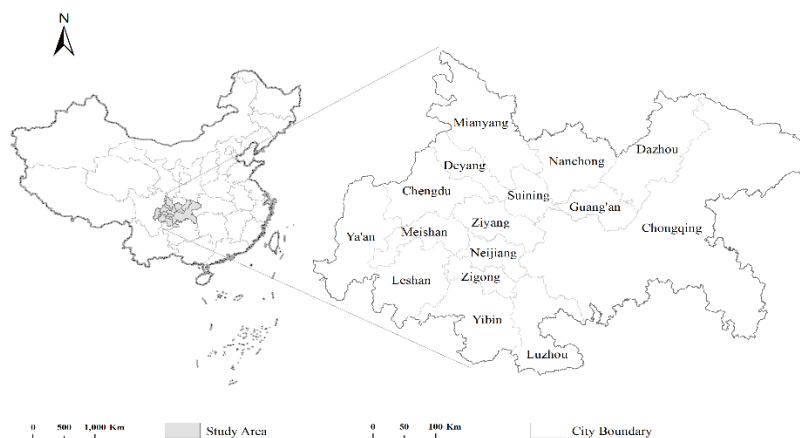 N
Mianyang
Deyang
Nanchong
Dazhou
Chengdu
Suining
Guang'an
Ya'an
Meishan
Ziyang
Chongqing
Neijiang
Leshan
Zigong
Yibin
Luzhou
0 500 1,000 Km
Study Area
0 50 100 Km
City Boundary